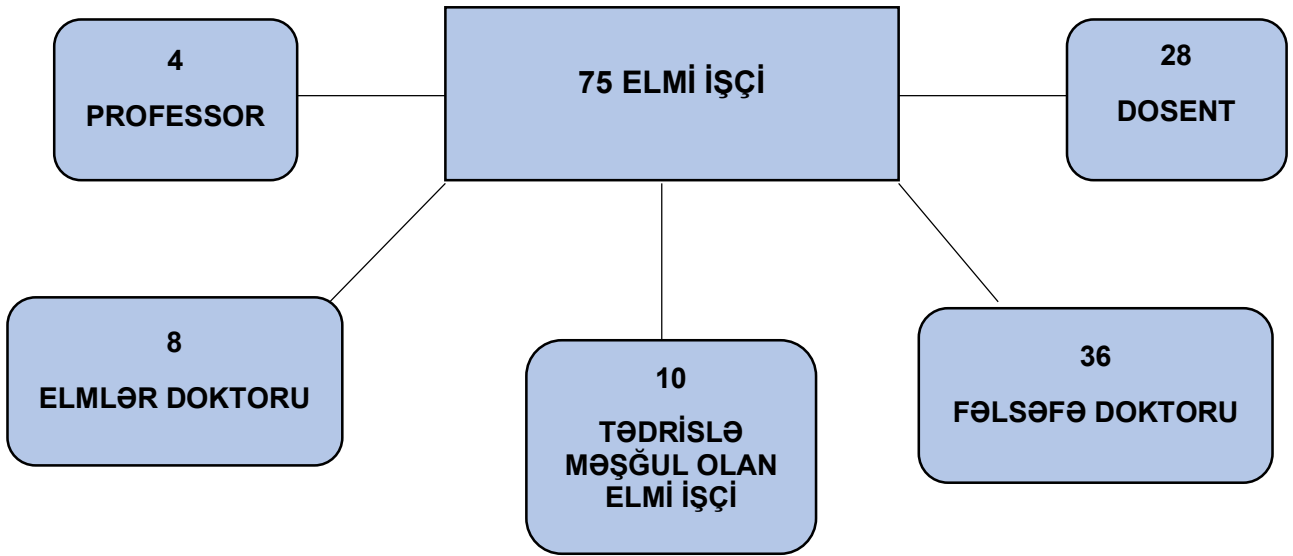 4
PROFESSOR
75 ELMİ İŞÇİ
28
DOSENT
8
ELMLƏR DOKTORU
10
TƏDRİSLƏ
MƏŞĞUL OLAN
ELMİ İŞÇİ
36
FƏLSƏFƏ DOKTORU